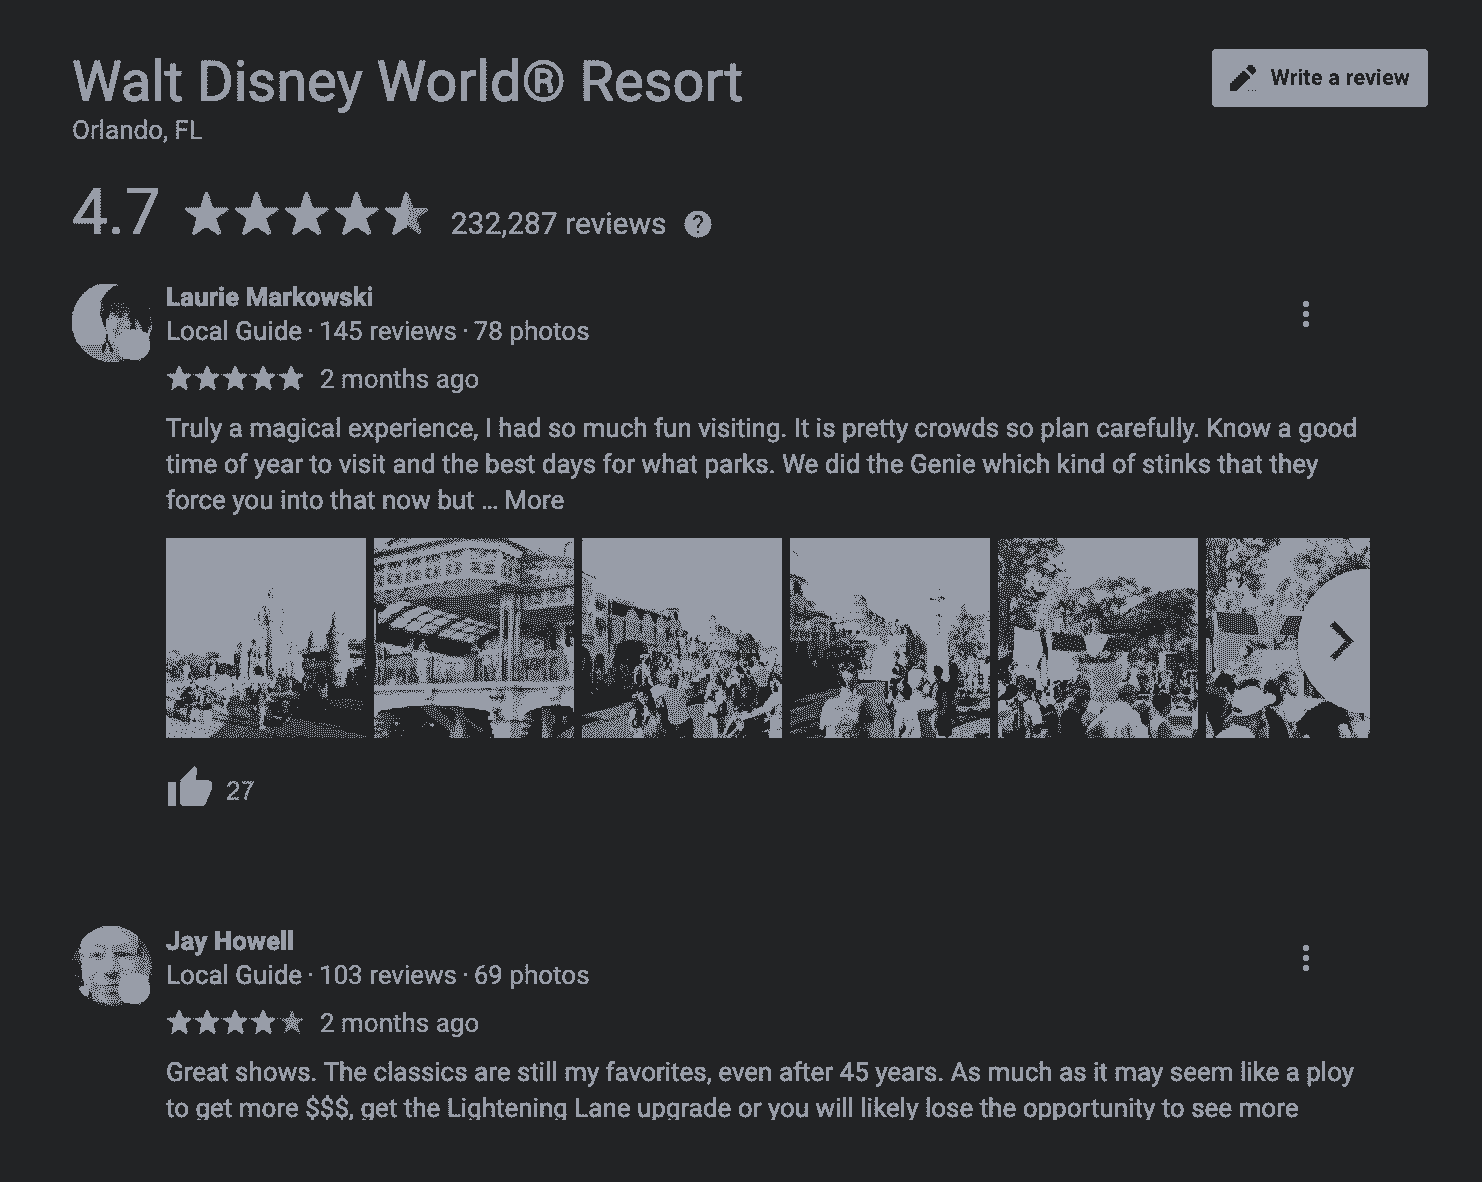 Walt Disney World® Resort
Write a review
Orlando, FL
4.7 232,287 reviews ?
Laurie Markowski
Local Guide · 145 reviews · 78 photos
2 months ago
Truly a magical experience, I had so much fun visiting. It is pretty crowds so plan carefully. Know a good
time of year to visit and the best days for what parks. We did the Genie which kind of stinks that they
force you into that now but ... More
27
Jay Howell
Local Guide · 103 reviews · 69 photos
2 months ago
Great shows. The classics are still my favorites, even after 45 years. As much as it may seem like a ploy
to get more $$$, get the Lightening Lane upgrade or you will likely lose the opportunity to see more